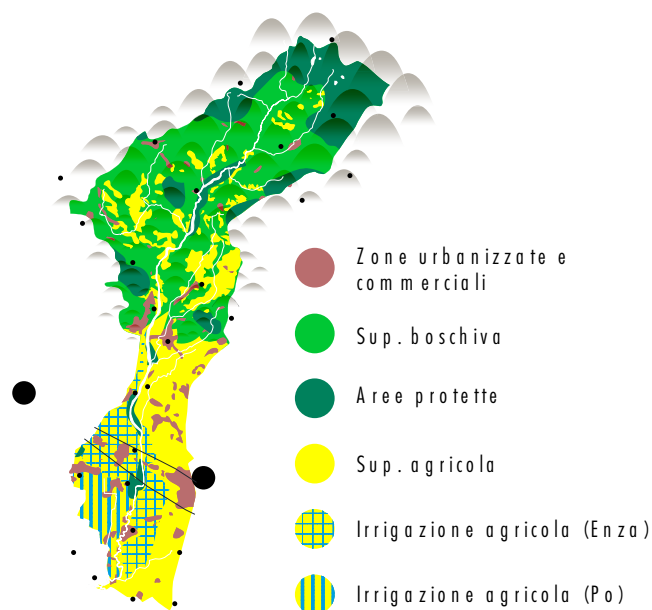 Zone urbanizzate e
commerciali
Sup. boschiva
Aree protette
Sup. agricola
Irrigazione agricola (Enza)
Irrigazione agricola (Po)